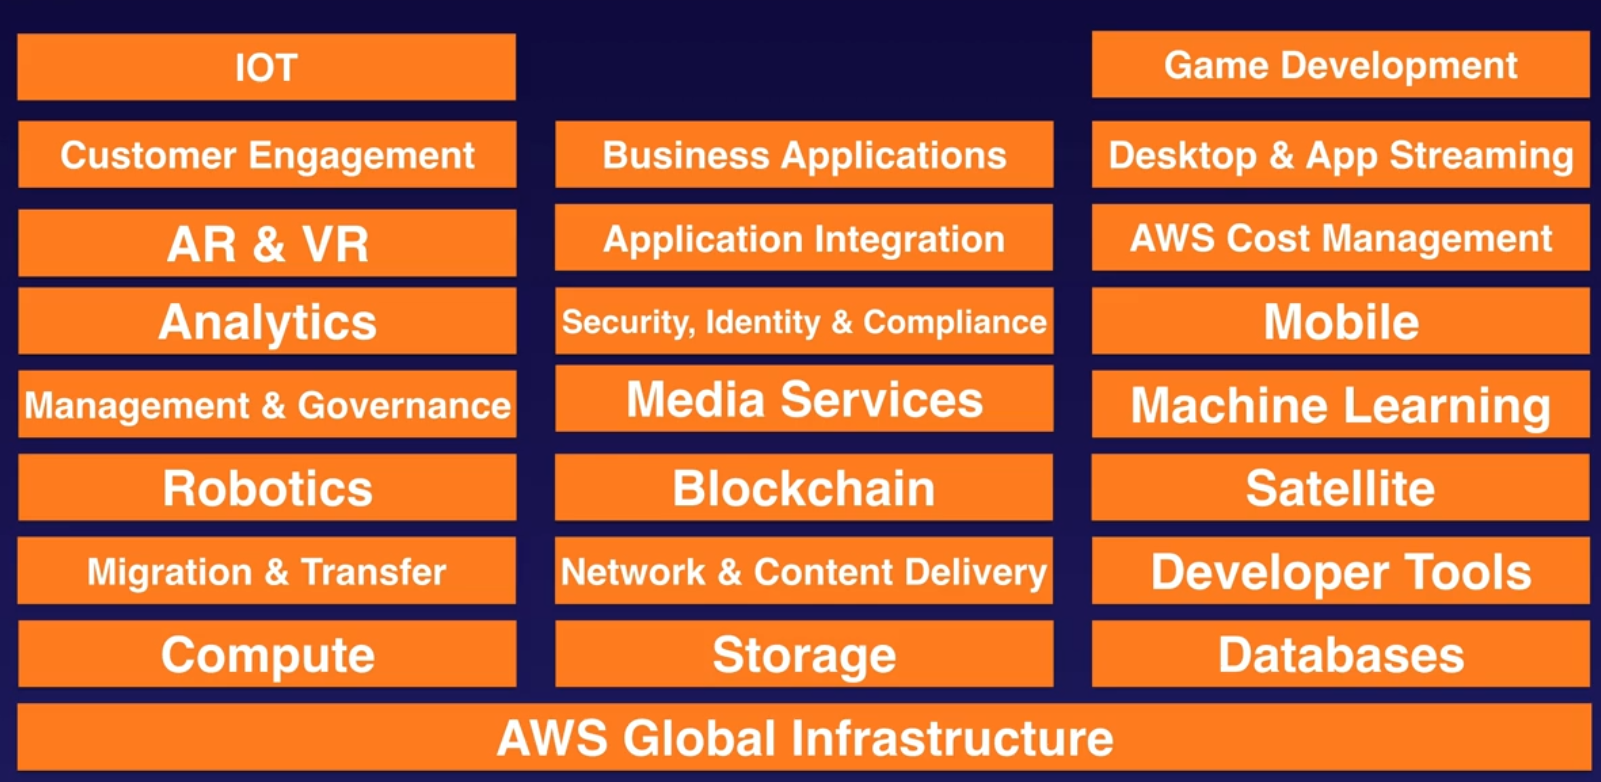 IOT
Game Development
Customer Engagement
Business Applications
Desktop & App Streaming
AR & VR
Application Integration
AWS Cost Management
Analytics
Security, Identity & Compliance
Mobile
Management & Governance
Media Services
Machine Learning
Robotics
Blockchain
Satellite
Migration & Transfer
Network & Content Delivery
Developer Tools
Compute
Storage
Databases
AWS Global Infrastructure